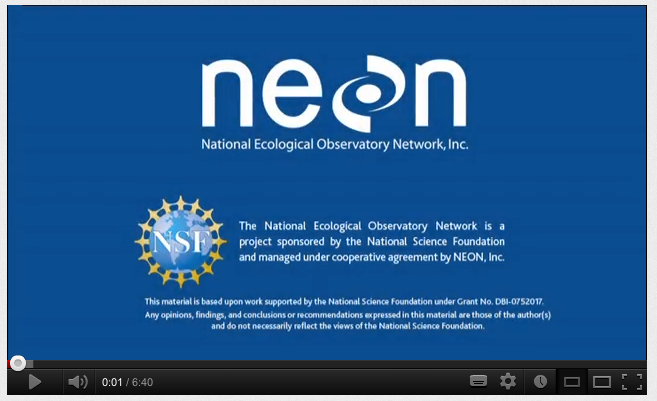 neon
National Ecological Observatory Network, Inc.
NSF
The National Ecological Observatory Network is a
project sponsored by the National Science Foundation
and managed under cooperative agreement by NEON, Inc.
This material is based upon work supported by the National Science Foundation under Grant No. DBI-0752017.
Any opinions, findings, and conclusions or recommendations expressed in this material are those of the author(s)
and do not necessarily reflect the views of the National Science Foundation.
0:01 / 6:40